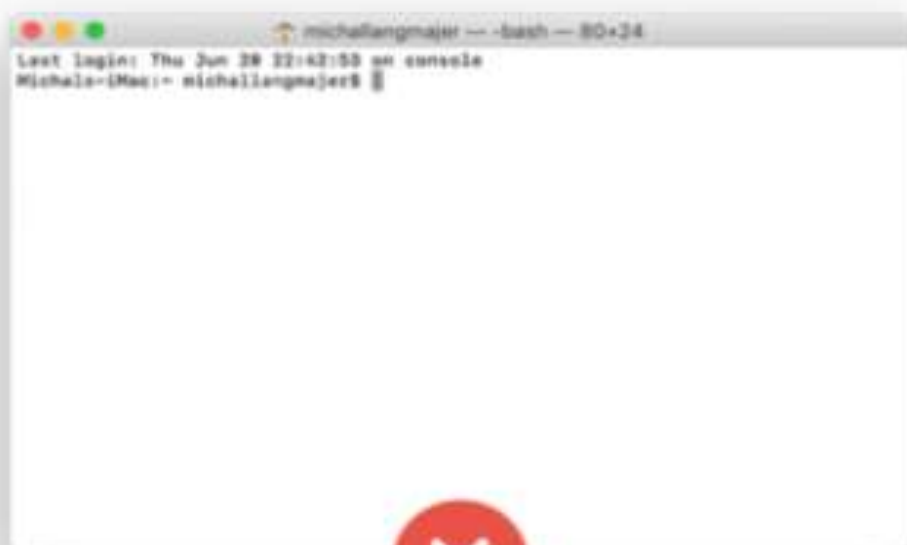 michallangmajer — -bash — 80×24
Last login: Thu Jun 28 22:42:53 on console
Michals-iMac:~ michallangmajer$